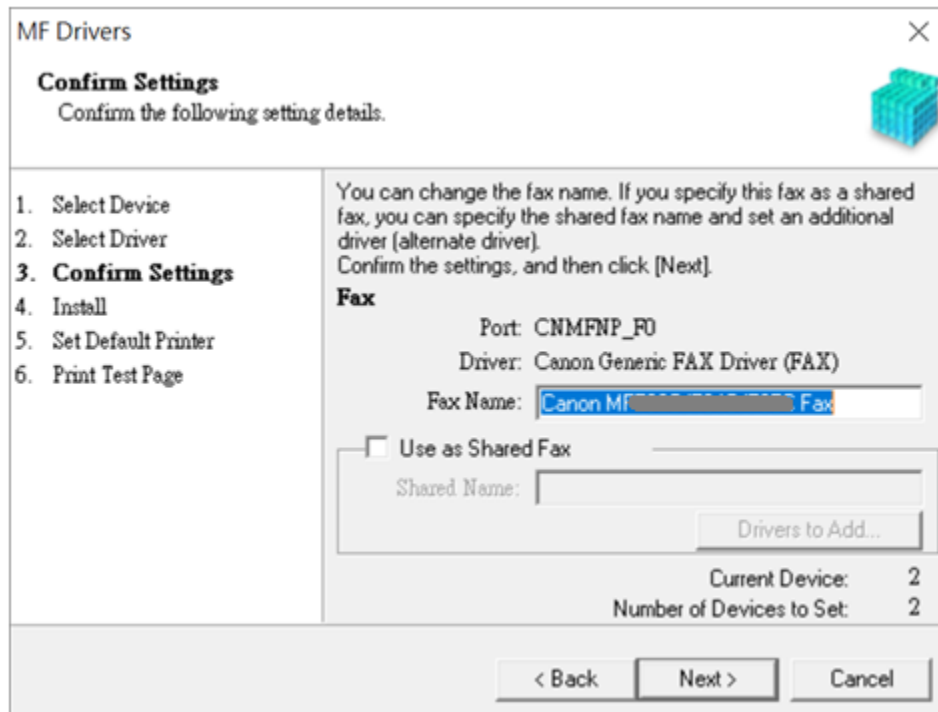 MF Drivers
Confirm Settings
Confirm the following setting details.
1. Select Device
2. Select Driver
3. Confirm Settings
4. Install
5. Set Default Printer
6. Print Test Page
You can change the fax name. If you specify this fax as a shared
fax, you can specify the shared fax name and set an additional
driver (alternate driver).
Confirm the settings, and then click [Next].
Fax
Port: CNMFNP_F0
Driver: Canon Generic FAX Driver (FAX)
Fax Name: Canon MF Fax
Use as Shared Fax
Shared Name:
Drivers to Add...
Current Device: 2
Number of Devices to Set: 2
< Back
Next >
Cancel